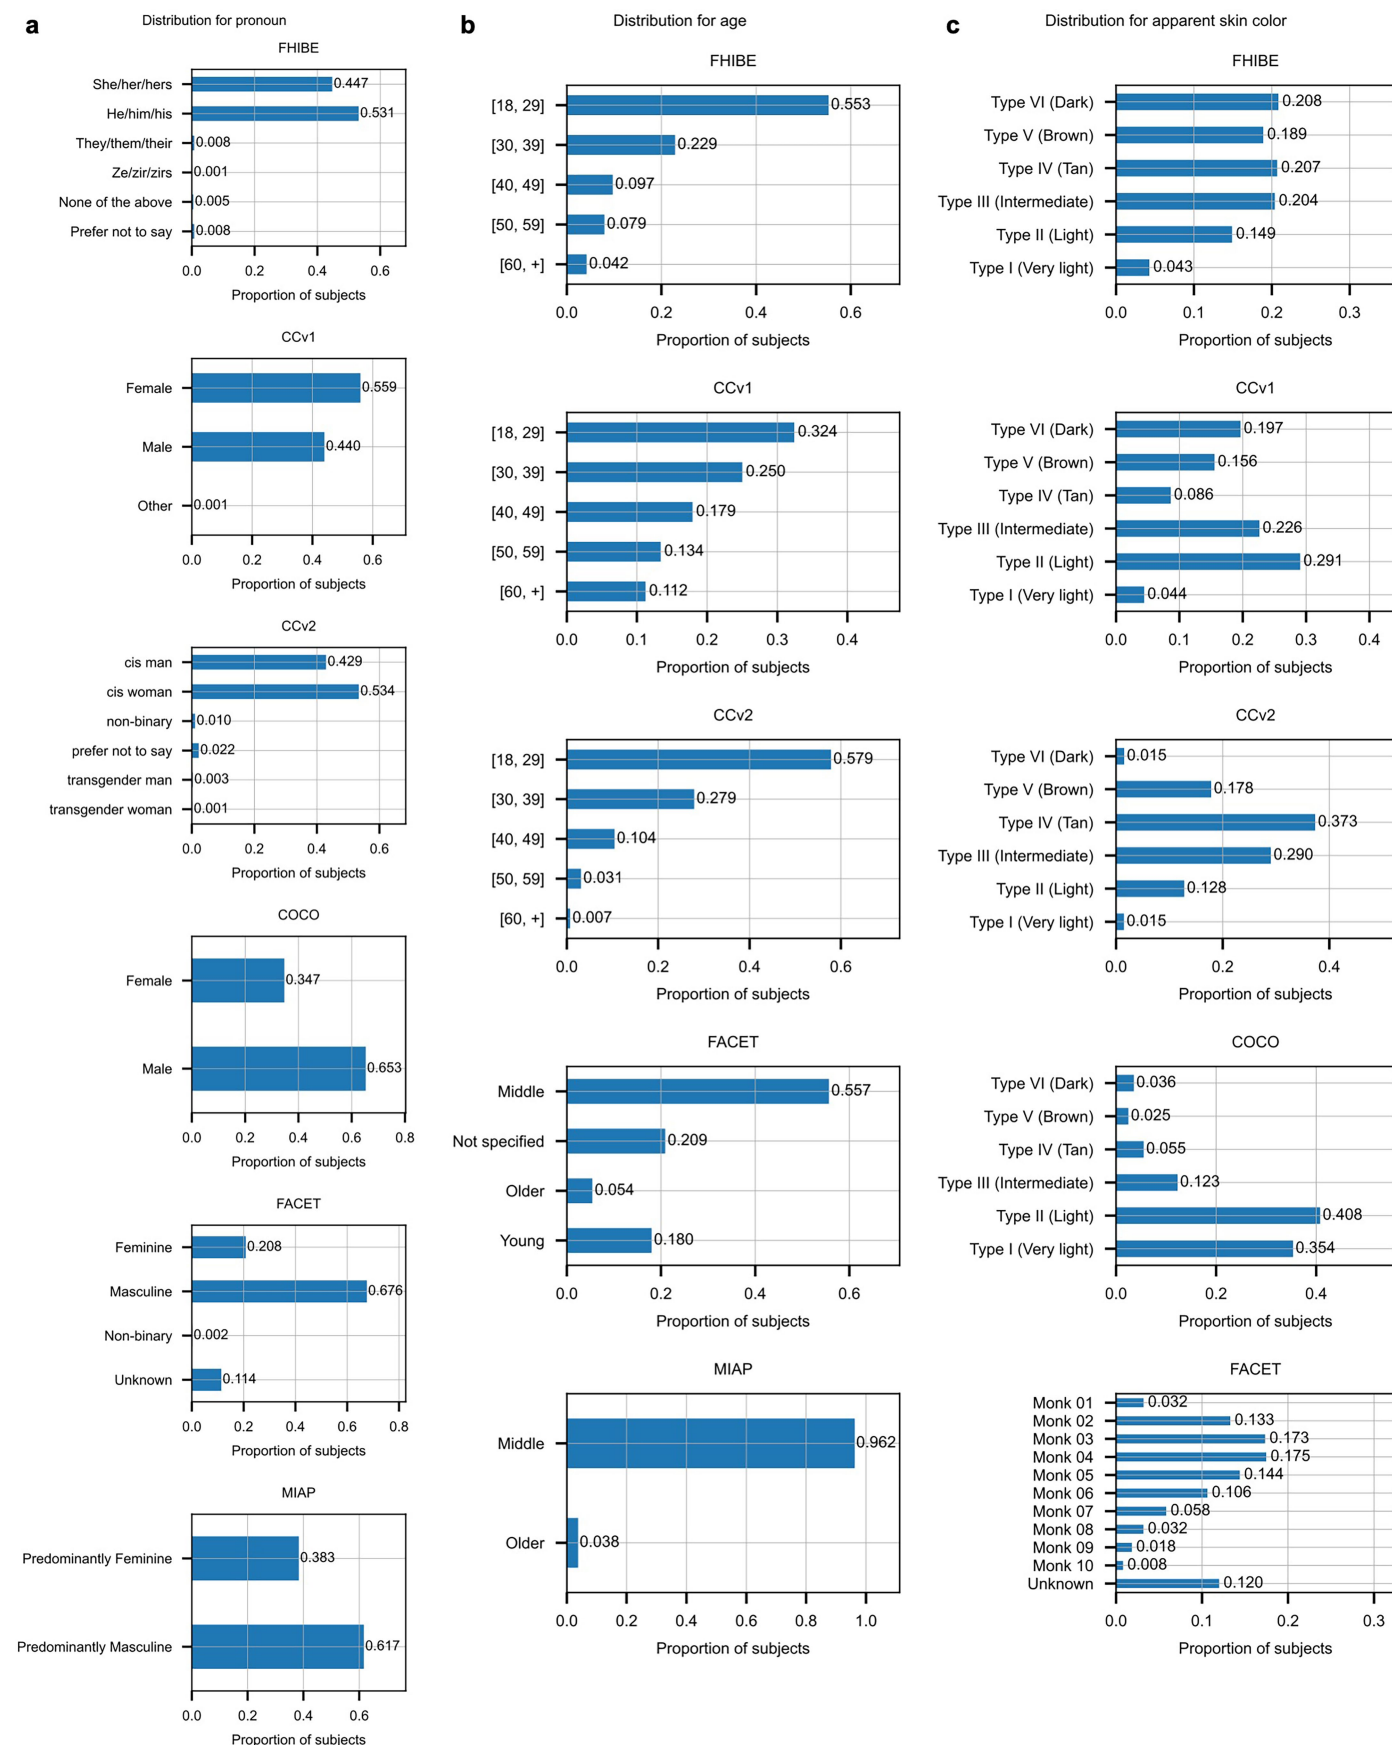 a
Distribution for pronoun
FHIBE
She/her/hers
0.447
He/him/his
0.531
They/them/their
0.008
Ze/zir/zirs
0.001
None of the above
0.005
Prefer not to say
0.008
0.0 0.2 0.4 0.6
Proportion of subjects
CCv1
Female
0.559
Male
0.440
Other
0.001
0.0 0.2 0.4 0.6
Proportion of subjects
CCv2
cis man
0.429
cis woman
0.534
non-binary
0.010
prefer not to say
0.022
transgender man
0.003
transgender woman
0.001
0.0 0.2 0.4 0.6
Proportion of subjects
COCO
Female
0.347
Male
0.653
0.0 0.2 0.4 0.6 0.8
Proportion of subjects
FACET
Feminine
0.208
Masculine
0.676
Non-binary
0.002
Unknown
0.114
0.0 0.2 0.4 0.6 0.8
Proportion of subjects
MIAP
Predominantly Feminine
0.383
Predominantly Masculine
0.617
0.0 0.2 0.4 0.6
Proportion of subjects
b
Distribution for age
FHIBE
[18, 29]
0.553
[30, 39]
0.229
[40, 49]
0.097
[50, 59]
0.079
[60, +]
0.042
0.0 0.2 0.4 0.6
Proportion of subjects
CCv1
[18, 29]
0.324
[30, 39]
0.250
[40, 49]
0.179
[50, 59]
0.134
[60, +]
0.112
0.0 0.1 0.2 0.3 0.4
Proportion of subjects
CCv2
[18, 29]
0.579
[30, 39]
0.279
[40, 49]
0.104
[50, 59]
0.031
[60, +]
0.007
0.0 0.2 0.4 0.6
Proportion of subjects
FACET
Middle
0.557
Not specified
0.209
Older
0.054
Young
0.180
0.0 0.2 0.4 0.6
Proportion of subjects
MIAP
Middle
0.962
Older
0.038
0.0 0.2 0.4 0.6 0.8 1.0
Proportion of subjects
c
Distribution for apparent skin color
FHIBE
Type VI (Dark)
0.208
Type V (Brown)
0.189
Type IV (Tan)
0.207
Type III (Intermediate)
0.204
Type II (Light)
0.149
Type I (Very light)
0.043
0.0 0.1 0.2 0.3
Proportion of subjects
CCv1
Type VI (Dark)
0.197
Type V (Brown)
0.156
Type IV (Tan)
0.086
Type III (Intermediate)
0.226
Type II (Light)
0.291
Type I (Very light)
0.044
0.0 0.1 0.2 0.3 0.4
Proportion of subjects
CCv2
Type VI (Dark)
0.015
Type V (Brown)
0.178
Type IV (Tan)
0.373
Type III (Intermediate)
0.290
Type II (Light)
0.128
Type I (Very light)
0.015
0.0 0.2 0.4
Proportion of subjects
COCO
Type VI (Dark)
0.036
Type V (Brown)
0.025
Type IV (Tan)
0.055
Type III (Intermediate)
0.123
Type II (Light)
0.408
Type I (Very light)
0.354
0.0 0.2 0.4
Proportion of subjects
FACET
Monk 01
0.032
Monk 02
0.133
Monk 03
0.173
Monk 04
0.175
Monk 05
0.144
Monk 06
0.106
Monk 07
0.058
Monk 08
0.032
Monk 09
0.018
Monk 10
0.008
Unknown
0.120
0.0 0.1 0.2 0.3
Proportion of subjects